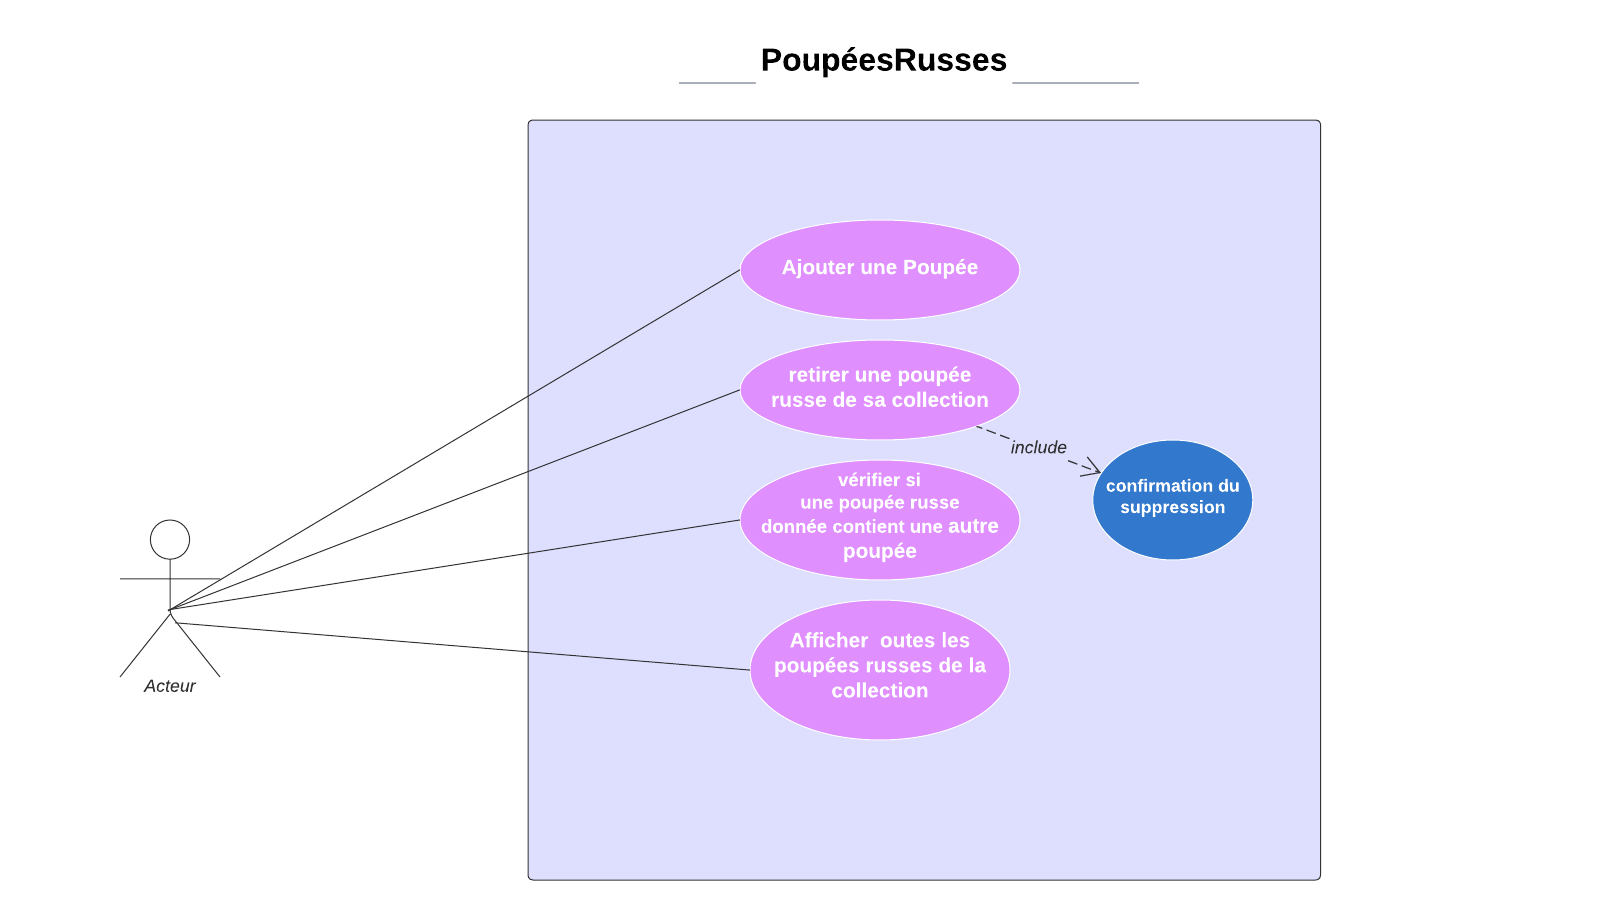 PoupéesRusses
Ajouter une Poupée
retirer une poupée
russe de sa collection
include
vérifier si
une poupée russe
donnée contient une autre
poupée
confirmation du
suppression
Afficher  outes les
poupées russes de la
collection
Acteur